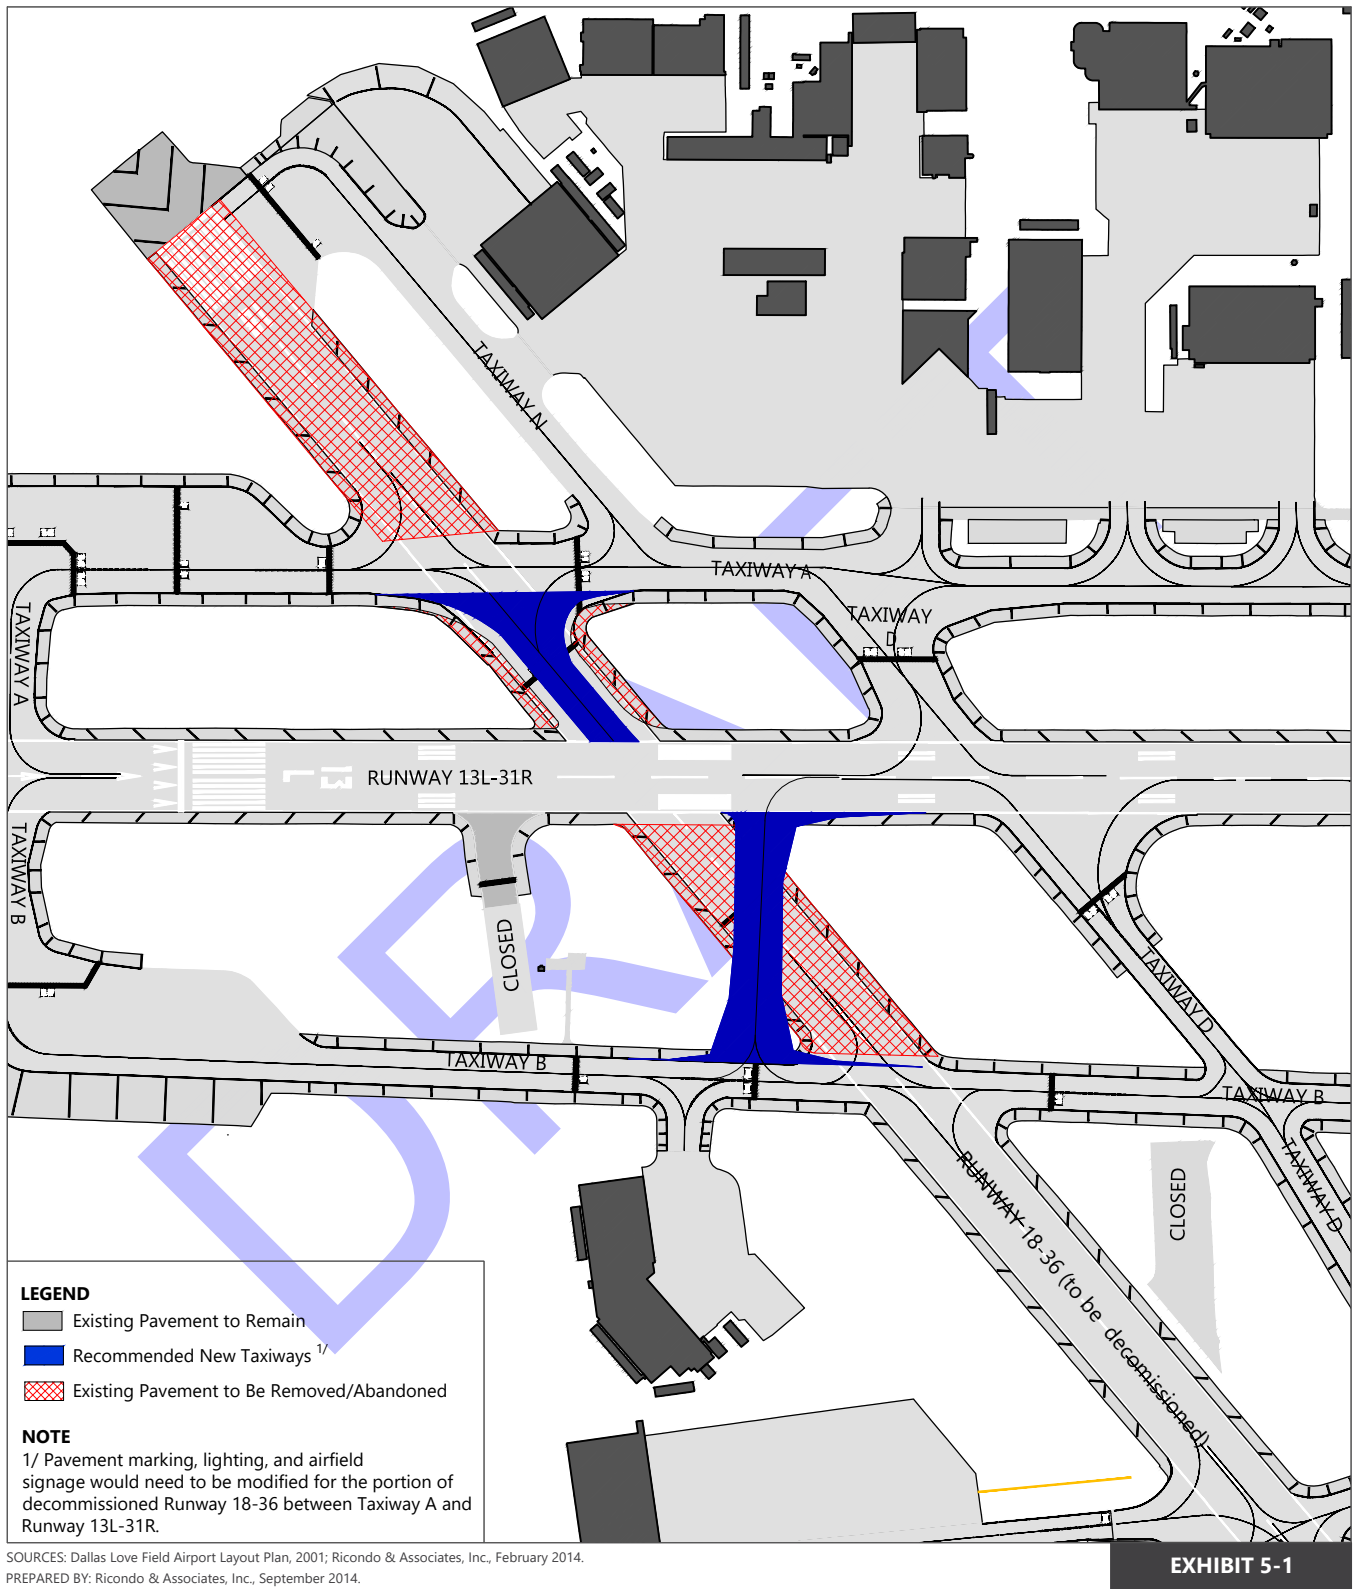 TAXIWAY N
TAXIWAY A
TAXIWAY
D
TAXIWAY A
RUNWAY 13L-31R
13
L
TAXIWAY B
CLOSED
TAXIWAY D
TAXIWAY B
TAXIWAY B
TAXIWAY D
RUNWAY 18-36 (to be decomissioned)
CLOSED
DR
LEGEND
Existing Pavement to Remain
Recommended New Taxiways 1/
Existing Pavement to Be Removed/Abandoned
NOTE
1/ Pavement marking, lighting, and airfield
signage would need to be modified for the portion of
decommissioned Runway 18-36 between Taxiway A and
Runway 13L-31R.
SOURCES: Dallas Love Field Airport Layout Plan, 2001; Ricondo & Associates, Inc., February 2014.
PREPARED BY: Ricondo & Associates, Inc., September 2014.
EXHIBIT 5-1